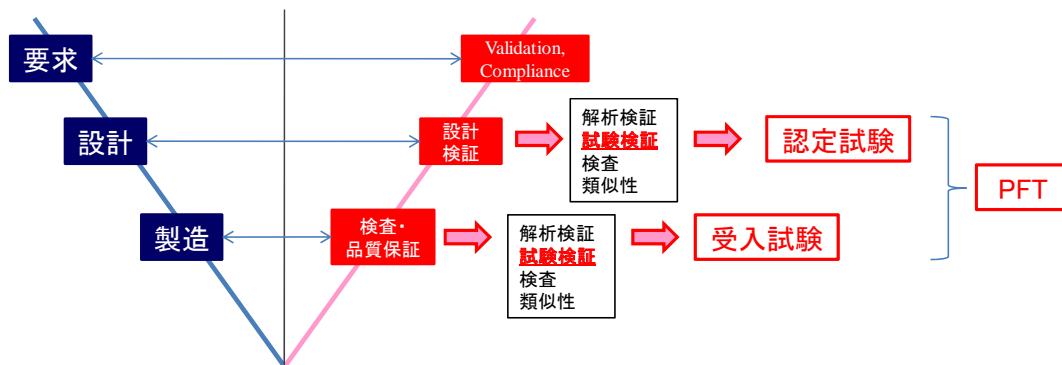 要求
Validation,
Compliance
設計
設計
検証
解析検証
試験検証
検査
類似性
認定試験
PFT
製造
検査・
品質保証
解析検証
試験検証
検査
類似性
受入試験